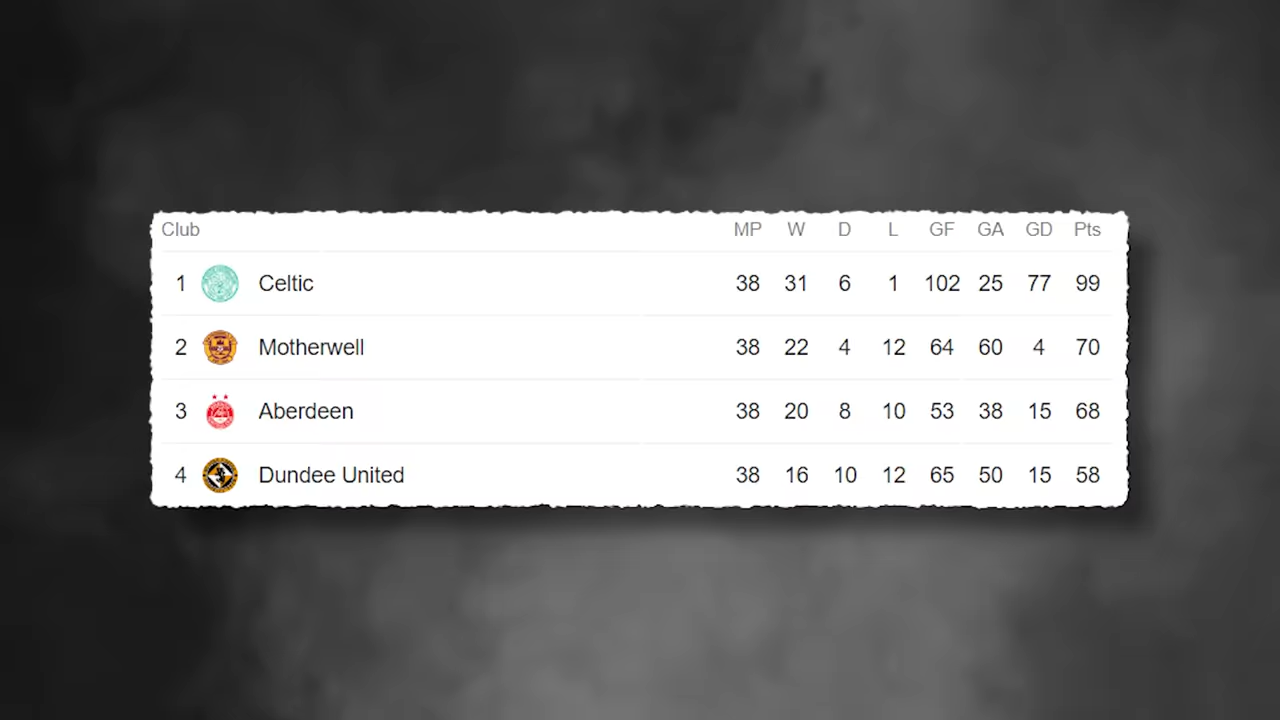 Club MP W D L GF GA GD Pts
1 Celtic 38 31 6 1 102 25 77 99
2 Motherwell 38 22 4 12 64 60 4 70
3 Aberdeen 38 20 8 10 53 38 15 68
4 Dundee United 38 16 10 12 65 50 15 58